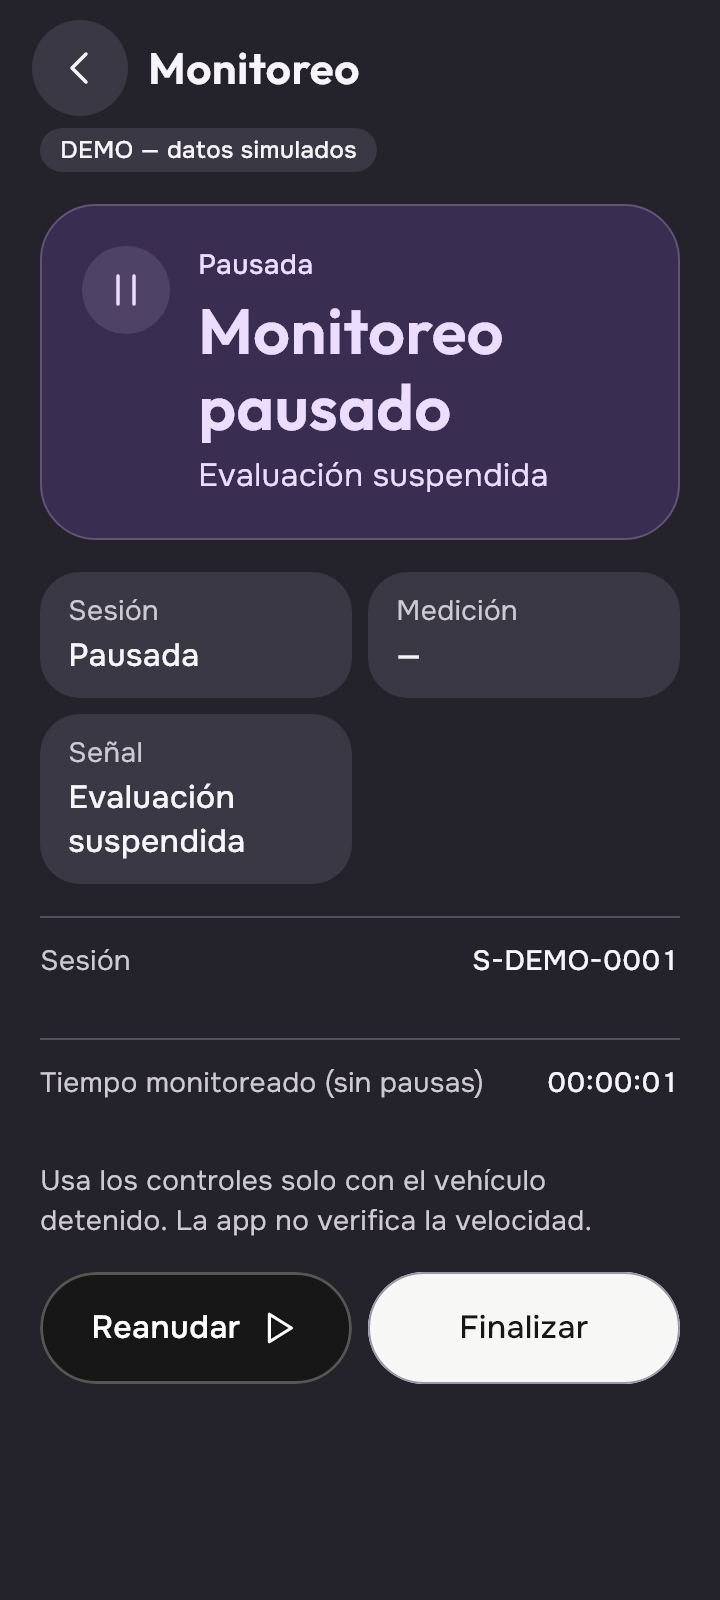 Monitoreo
DEMO — datos simulados
Pausada
Monitoreo
pausado
Evaluación suspendida
Sesión
Pausada
Medición
—
Señal
Evaluación
suspendida
Sesión
S-DEMO-0001
Tiempo monitoreado (sin pausas)
00:00:01
Usa los controles solo con el vehículo
detenido. La app no verifica la velocidad.
Reanudar
Finalizar